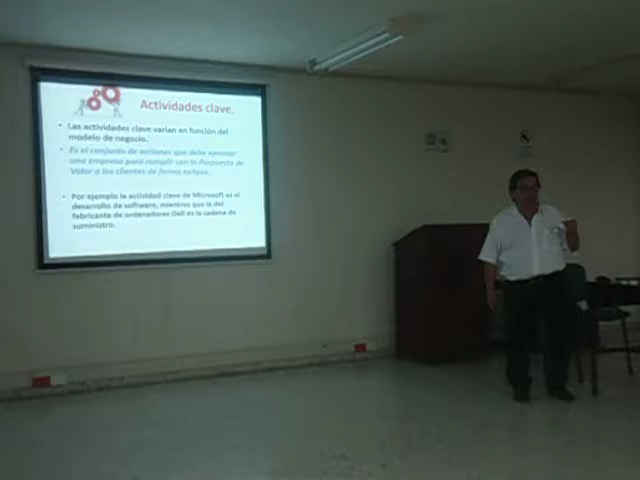 Actividades clave.
• Las actividades clave varían en función del
modelo de negocio.
• Es el conjunto de acciones que debe ejecutar
una empresa para cumplir con la Propuesta de
Valor a los clientes de forma exitosa.
• Por ejemplo la actividad clave de Microsoft es el
desarrollo de software, mientras que la del
fabricante de ordenadores Dell es la cadena de
suministro.